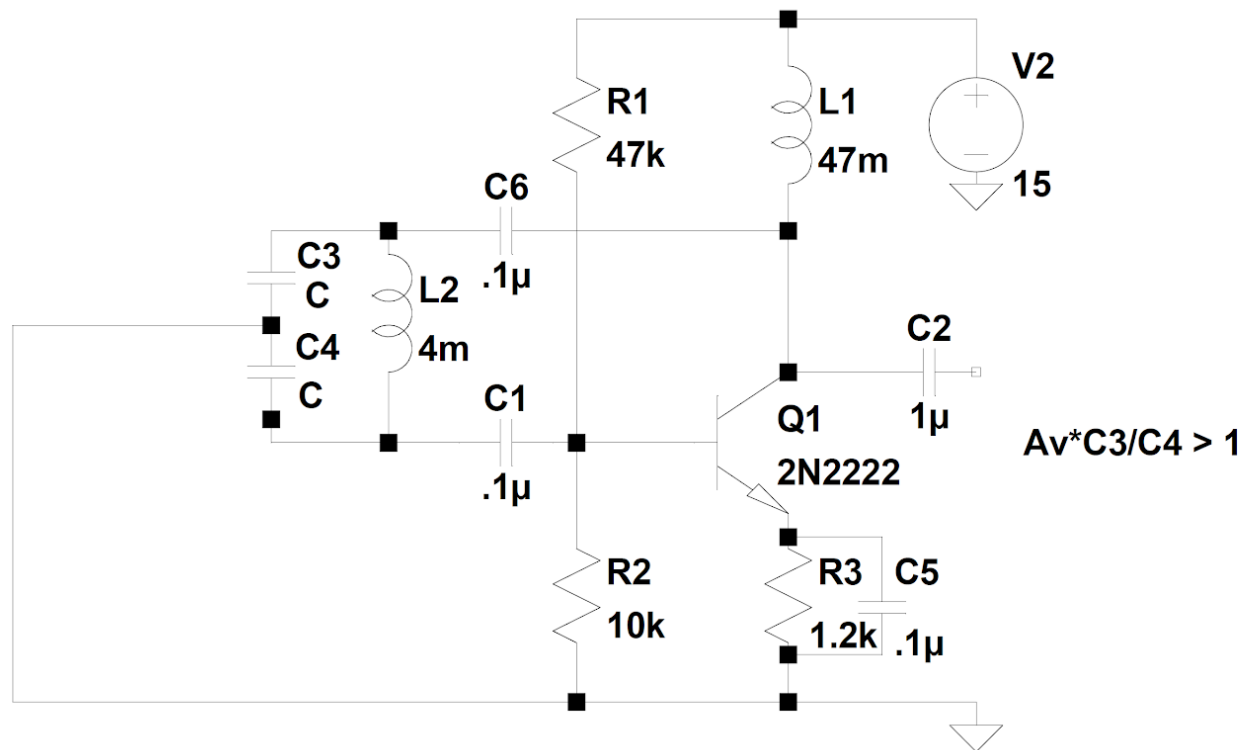 V2
15
R1
47k
L1
47m
C6
.1µ
C3
C
L2
4m
C4
C
C1
.1µ
C2
1µ
Q1
2N2222
Av*C3/C4 > 1
R2
10k
R3
1.2k
C5
.1µ